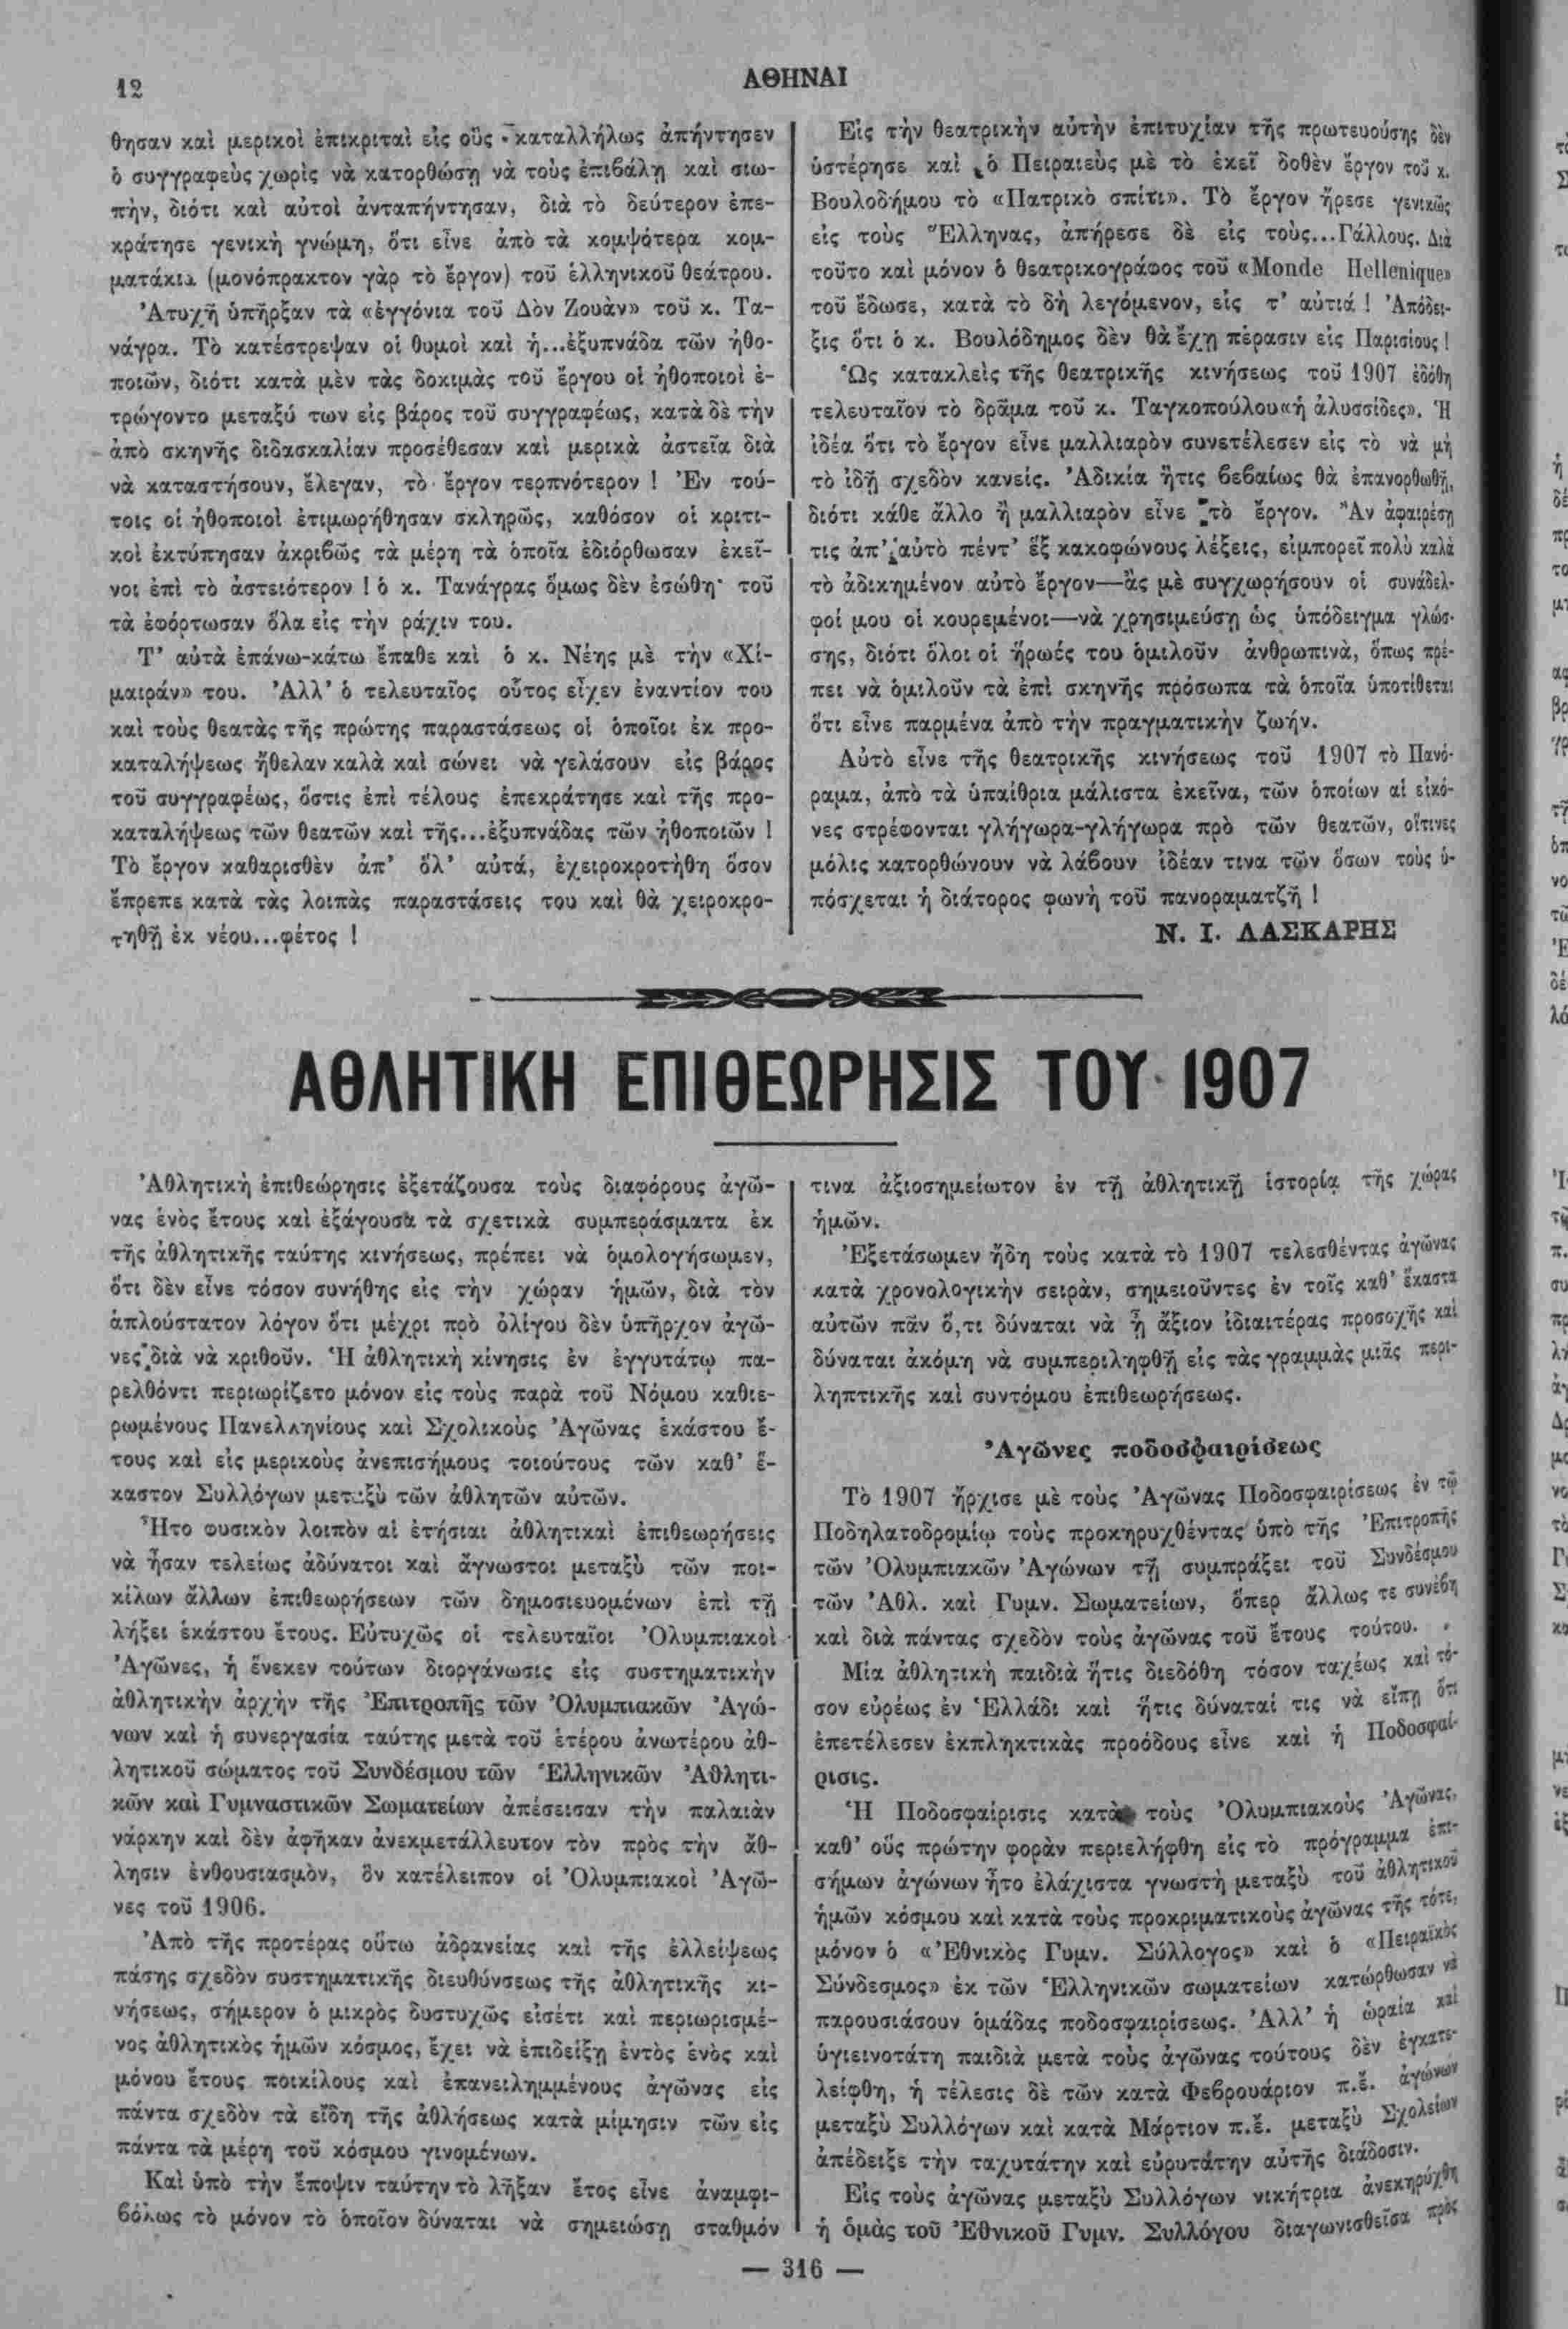 12
ΑΘΗΝΑΙ
θησαν καὶ μερικοὶ ἐπικριταὶ εἰς οὓς καταλλήλως ἀπήντησεν
ὁ συγγραφεὺς χωρὶς νὰ κατορθώσῃ νὰ τοὺς ἐπιβάλῃ καὶ σιω-
πήν, διότι καὶ αὐτοὶ ἀνταπήντησαν, διὰ τὸ δεύτερον ἐπε-
κράτησε γενικὴ γνώμη, ὅτι εἶνε ἀπὸ τὰ κομψότερα κομ-
ματάκια (μονόπρακτον γὰρ τὸ ἔργον) τοῦ ἑλληνικοῦ θεάτρου.
Ἀτυχῆ ὑπῆρξαν τὰ «ἐγγόνια τοῦ Δὸν Ζουὰν» τοῦ κ. Τα-
νάγρα. Τὸ κατέστρεψαν οἱ θυμοὶ καὶ ἡ...ἐξυπνάδα τῶν ἠθο-
ποιῶν, διότι κατὰ μὲν τὰς δοκιμὰς τοῦ ἔργου οἱ ἠθοποιοὶ ἐ-
τρώγοντο μεταξύ των εἰς βάρος τοῦ συγγραφέως, κατὰ δὲ τὴν
ἀπὸ σκηνῆς διδασκαλίαν προσέθεσαν καὶ μερικὰ ἀστεῖα διὰ
νὰ καταστήσουν, ἔλεγαν, τὸ ἔργον τερπνότερον ! Ἐν τού-
τοις οἱ ἠθοποιοὶ ἐτιμωρήθησαν σκληρῶς, καθόσον οἱ κριτι-
κοὶ ἐκτύπησαν ἀκριβῶς τὰ μέρη τὰ ὁποῖα ἐδιόρθωσαν ἐκεῖ-
νοι ἐπὶ τὸ ἀστειότερον ! ὁ κ. Τανάγρας ὅμως δὲν ἐσώθη· τοῦ
τὰ ἐφόρτωσαν ὅλα εἰς τὴν ράχιν του.
Τ' αὐτὰ ἐπάνω-κάτω ἔπαθε καὶ ὁ κ. Νέης μὲ τὴν «Χί-
μαιράν» του. Ἀλλ' ὁ τελευταῖος οὗτος εἶχεν ἐναντίον του
καὶ τοὺς θεατὰς τῆς πρώτης παραστάσεως οἱ ὁποῖοι ἐκ προ-
καταλήψεως ἤθελαν καλὰ καὶ σώνει νὰ γελάσουν εἰς βάρος
τοῦ συγγραφέως, ὅστις ἐπὶ τέλους ἐπεκράτησε καὶ τῆς προ-
καταλήψεως τῶν θεατῶν καὶ τῆς...ἐξυπνάδας τῶν ἠθοποιῶν !
Τὸ ἔργον καθαρισθὲν ἀπ' ὅλ' αὐτά, ἐχειροκροτήθη ὅσον
ἔπρεπε κατὰ τὰς λοιπὰς παραστάσεις του καὶ θὰ χειροκρο-
τηθῇ ἐκ νέου...φέτος !
Εἰς τὴν θεατρικὴν αὐτὴν ἐπιτυχίαν τῆς πρωτευούσης δὲν
ὑστέρησε καὶ ὁ Πειραιεὺς μὲ τὸ ἐκεῖ δοθὲν ἔργον τοῦ κ.
Βουλοδήμου τὸ «Πατρικὸ σπίτι». Τὸ ἔργον ἤρεσε γενικῶς
εἰς τοὺς Ἕλληνας, ἀπήρεσε δὲ εἰς τοὺς...Γάλλους. Διὰ
τοῦτο καὶ μόνον ὁ θεατρικογράφος τοῦ «Monde Hellenique»
τοῦ ἔδωσε, κατὰ τὸ δὴ λεγόμενον, εἰς τ' αὐτιά ! Ἀπόδει-
ξις ὅτι ὁ κ. Βουλόδημος δὲν θὰ ἔχῃ πέρασιν εἰς Παρισίους !
Ὡς κατακλεὶς τῆς θεατρικῆς κινήσεως τοῦ 1907 ἐδόθη
τελευταῖον τὸ δρᾶμα τοῦ κ. Ταγκοπούλου«ἡ ἁλυσσίδες». Ἡ
ἰδέα ὅτι τὸ ἔργον εἶνε μαλλιαρὸν συνετέλεσεν εἰς τὸ νὰ μὴ
τὸ ἰδῇ σχεδὸν κανείς. Ἀδικία ἥτις βεβαίως θὰ ἐπανορθωθῇ,
διότι κάθε ἄλλο ἢ μαλλιαρὸν εἶνε τὸ ἔργον. Ἂν ἀφαιρέσῃ
τις ἀπ' αὐτὸ πέντ' ἓξ κακοφώνους λέξεις, εἰμπορεῖ πολὺ καλὰ
τὸ ἀδικημένον αὐτὸ ἔργον—ἂς μὲ συγχωρήσουν οἱ συνάδελ-
φοί μου οἱ κουρεμένοι—νὰ χρησιμεύσῃ ὡς ὑπόδειγμα γλώσ-
σης, διότι ὅλοι οἱ ἥρωές του ὁμιλοῦν ἀνθρωπινὰ, ὅπως πρέ-
πει νὰ ὁμιλοῦν τὰ ἐπὶ σκηνῆς πρόσωπα τὰ ὁποῖα ὑποτίθεται
ὅτι εἶνε παρμένα ἀπὸ τὴν πραγματικὴν ζωήν.
Αὐτὸ εἶνε τῆς θεατρικῆς κινήσεως τοῦ 1907 τὸ Πανό-
ραμα, ἀπὸ τὰ ὑπαίθρια μάλιστα ἐκεῖνα, τῶν ὁποίων αἱ εἰκό-
νες στρέφονται γλήγωρα-γλήγωρα πρὸ τῶν θεατῶν, οἵτινες
μόλις κατορθώνουν νὰ λάβουν ἰδέαν τινα τῶν ὅσων τοὺς ὑ-
πόσχεται ἡ διάτορος φωνὴ τοῦ πανοραματζῆ !
Ν. Ι. ΛΑΣΚΑΡΗΣ
ΑΘΛΗΤΙΚΗ ΕΠΙΘΕΩΡΗΣΙΣ ΤΟΥ 1907
Ἀθλητικὴ ἐπιθεώρησις ἐξετάζουσα τοὺς διαφόρους ἀγῶ-
νας ἑνὸς ἔτους καὶ ἐξάγουσα τὰ σχετικὰ συμπεράσματα ἐκ
τῆς ἀθλητικῆς ταύτης κινήσεως, πρέπει νὰ ὁμολογήσωμεν,
ὅτι δὲν εἶνε τόσον συνήθης εἰς τὴν χώραν ἡμῶν, διὰ τὸν
ἁπλούστατον λόγον ὅτι μέχρι πρὸ ὀλίγου δὲν ὑπῆρχον ἀγῶ-
νες διὰ νὰ κριθοῦν. Ἡ ἀθλητικὴ κίνησις ἐν ἐγγυτάτῳ πα-
ρελθόντι περιωρίζετο μόνον εἰς τοὺς παρὰ τοῦ Νόμου καθιε-
ρωμένους Πανελληνίους καὶ Σχολικοὺς Ἀγῶνας ἑκάστου ἔ-
τους καὶ εἰς μερικοὺς ἀνεπισήμους τοιούτους τῶν καθ' ἕ-
καστον Συλλόγων μεταξὺ τῶν ἀθλητῶν αὐτῶν.
Ἦτο φυσικὸν λοιπὸν αἱ ἐτήσιαι ἀθλητικαὶ ἐπιθεωρήσεις
νὰ ἦσαν τελείως ἀδύνατοι καὶ ἄγνωστοι μεταξὺ τῶν ποι-
κίλων ἄλλων ἐπιθεωρήσεων τῶν δημοσιευομένων ἐπὶ τῇ
λήξει ἑκάστου ἔτους. Εὐτυχῶς οἱ τελευταῖοι Ὀλυμπιακοὶ
Ἀγῶνες, ἡ ἕνεκεν τούτων διοργάνωσις εἰς συστηματικὴν
ἀθλητικὴν ἀρχὴν τῆς Ἐπιτροπῆς τῶν Ὀλυμπιακῶν Ἀγώ-
νων καὶ ἡ συνεργασία ταύτης μετὰ τοῦ ἑτέρου ἀνωτέρου ἀθ-
λητικοῦ σώματος τοῦ Συνδέσμου τῶν Ἑλληνικῶν Ἀθλητι-
κῶν καὶ Γυμναστικῶν Σωματείων ἀπέσεισαν τὴν παλαιὰν
νάρκην καὶ δὲν ἀφῆκαν ἀνεκμετάλλευτον τὸν πρὸς τὴν ἄθ-
λησιν ἐνθουσιασμὸν, ὃν κατέλειπον οἱ Ὀλυμπιακοὶ Ἀγῶ-
νες τοῦ 1906.
Ἀπὸ τῆς προτέρας οὕτω ἀδρανείας καὶ τῆς ἐλλείψεως
πάσης σχεδὸν συστηματικῆς διευθύνσεως τῆς ἀθλητικῆς κι-
νήσεως, σήμερον ὁ μικρὸς δυστυχῶς εἰσέτι καὶ περιωρισμέ-
νος ἀθλητικὸς ἡμῶν κόσμος, ἔχει νὰ ἐπιδείξῃ ἐντὸς ἑνὸς καὶ
μόνου ἔτους ποικίλους καὶ ἐπανειλημμένους ἀγῶνας εἰς
πάντα σχεδὸν τὰ εἴδη τῆς ἀθλήσεως κατὰ μίμησιν τῶν εἰς
πάντα τὰ μέρη τοῦ κόσμου γινομένων.
Καὶ ὑπὸ τὴν ἔποψιν ταύτην τὸ λῆξαν ἔτος εἶνε ἀναμφι-
βόλως τὸ μόνον τὸ ὁποῖον δύναται νὰ σημειώσῃ σταθμόν
τινα ἀξιοσημείωτον ἐν τῇ ἀθλητικῇ ἱστορίᾳ τῆς χώρας
ἡμῶν.
Ἐξετάσωμεν ἤδη τοὺς κατὰ τὸ 1907 τελεσθέντας ἀγῶνας
κατὰ χρονολογικὴν σειρὰν, σημειοῦντες ἐν τοῖς καθ' ἕκαστα
αὐτῶν πᾶν ὅ,τι δύναται νὰ ᾖ ἄξιον ἰδιαιτέρας προσοχῆς καὶ
δύναται ἀκόμη νὰ συμπεριληφθῇ εἰς τὰς γραμμὰς μιᾶς περι-
ληπτικῆς καὶ συντόμου ἐπιθεωρήσεως.
Ἀγῶνες ποδοσφαιρίσεως
Τὸ 1907 ἤρχισε μὲ τοὺς Ἀγῶνας Ποδοσφαιρίσεως ἐν τῷ
Ποδηλατοδρομίῳ τοὺς προκηρυχθέντας ὑπὸ τῆς Ἐπιτροπῆς
τῶν Ὀλυμπιακῶν Ἀγώνων τῇ συμπράξει τοῦ Συνδέσμου
τῶν Ἀθλ. καὶ Γυμν. Σωματείων, ὅπερ ἄλλως τε συνέβη
καὶ διὰ πάντας σχεδὸν τοὺς ἀγῶνας τοῦ ἔτους τούτου.
Μία ἀθλητικὴ παιδιὰ ἥτις διεδόθη τόσον ταχέως καὶ τό-
σον εὐρέως ἐν Ἑλλάδι καὶ ἥτις δύναταί τις νὰ εἴπῃ ὅτι
ἐπετέλεσεν ἐκπληκτικὰς προόδους εἶνε καὶ ἡ Ποδοσφαί-
ρισις.
Ἡ Ποδοσφαίρισις κατὰ τοὺς Ὀλυμπιακοὺς Ἀγῶνας,
καθ' οὓς πρώτην φορὰν περιελήφθη εἰς τὸ πρόγραμμα ἐπι-
σήμων ἀγώνων ἦτο ἐλάχιστα γνωστὴ μεταξὺ τοῦ ἀθλητικοῦ
ἡμῶν κόσμου καὶ κατὰ τοὺς προκριματικοὺς ἀγῶνας τῆς τότε,
μόνον ὁ «Ἐθνικὸς Γυμν. Σύλλογος» καὶ ὁ «Πειραϊκὸς
Σύνδεσμος» ἐκ τῶν Ἑλληνικῶν σωματείων κατώρθωσαν νὰ
παρουσιάσουν ὁμάδας ποδοσφαιρίσεως. Ἀλλ' ἡ ὡραία καὶ
ὑγιεινοτάτη παιδιὰ μετὰ τοὺς ἀγῶνας τούτους δὲν ἐγκατε-
λείφθη, ἡ τέλεσις δὲ τῶν κατὰ Φεβρουάριον π.ἔ. ἀγώνων
μεταξὺ Συλλόγων καὶ κατὰ Μάρτιον π.ἔ. μεταξὺ Σχολείων
ἀπέδειξε τὴν ταχυτάτην καὶ εὐρυτάτην αὐτῆς διάδοσιν.
Εἰς τοὺς ἀγῶνας μεταξὺ Συλλόγων νικήτρια ἀνεκηρύχθη
ἡ ὁμὰς τοῦ Ἐθνικοῦ Γυμν. Συλλόγου διαγωνισθεῖσα πρὸς
— 316 —